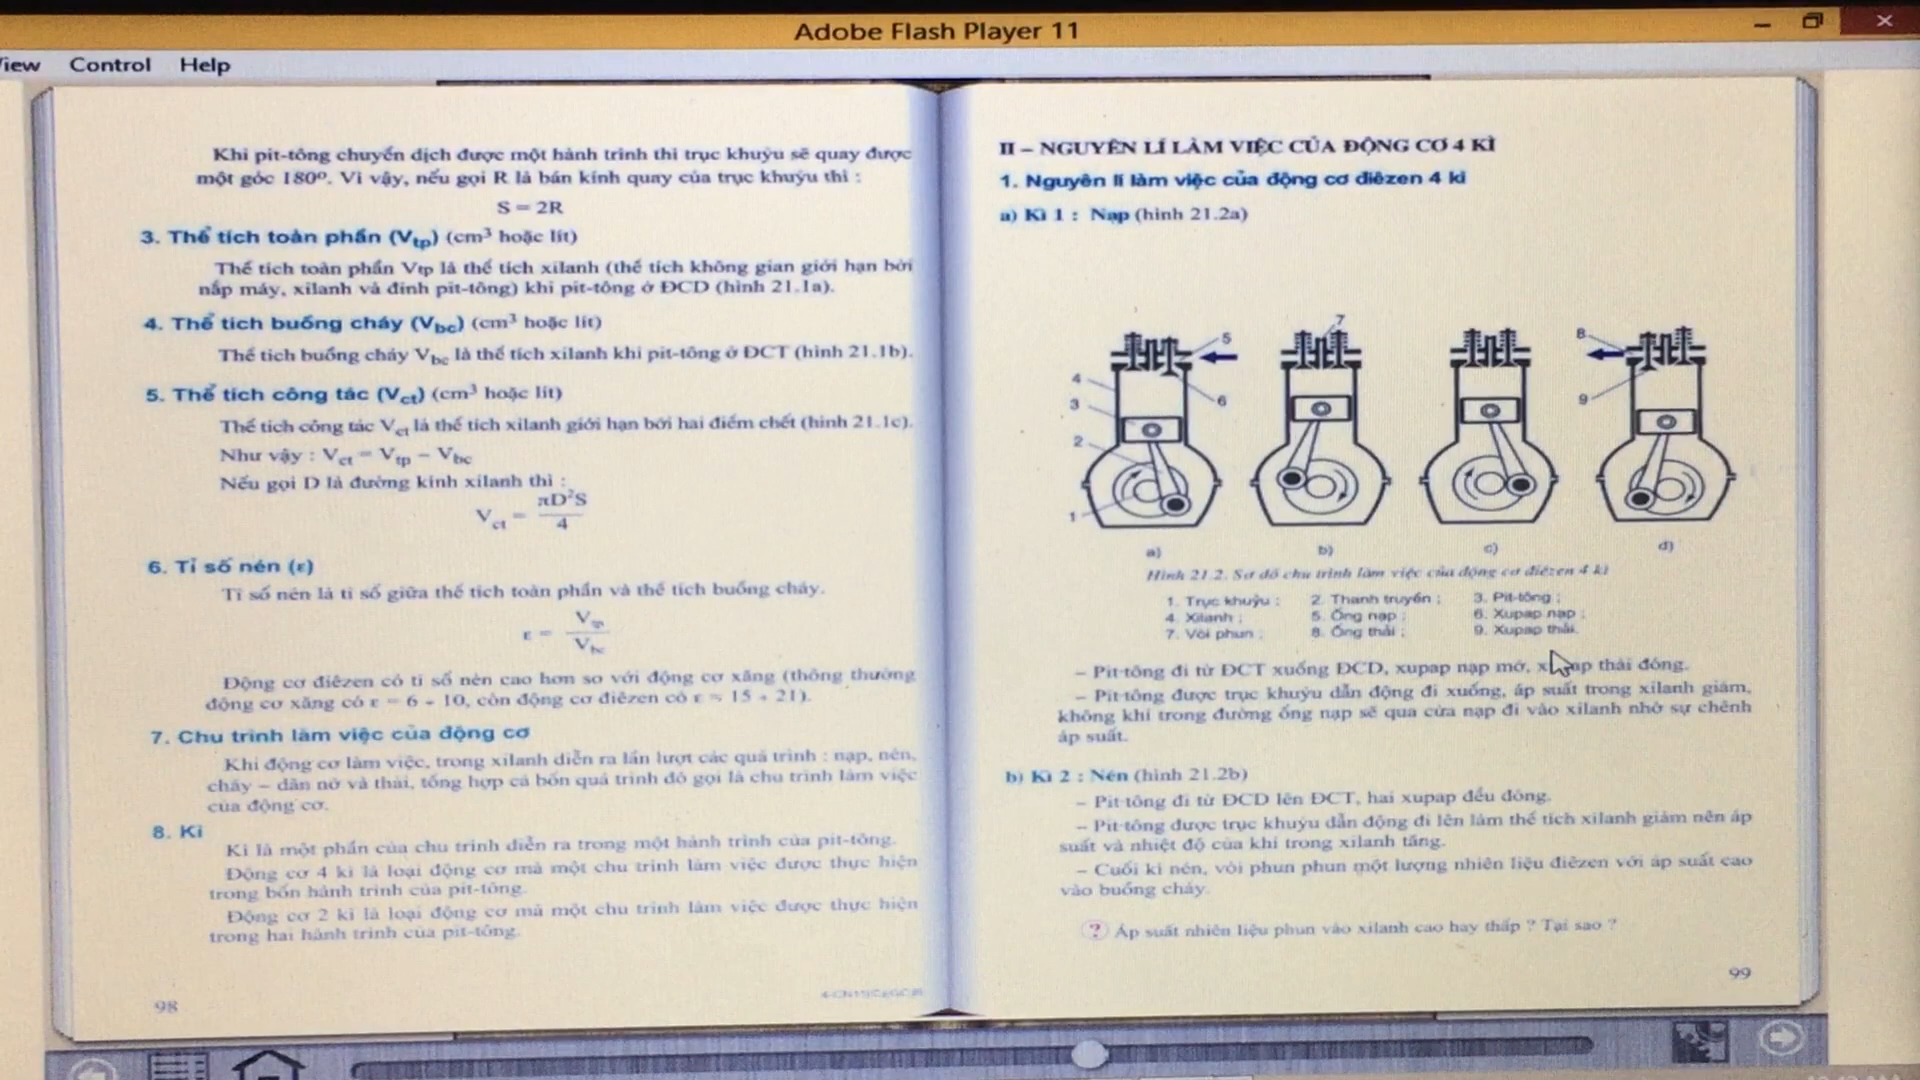 Adobe Flash Player 11
View Control Help
Khi pit-tông chuyển dịch được một hành trình thì trục khuỷu sẽ quay được
một góc 180°. Vì vậy, nếu gọi R là bán kính quay của trục khuỷu thì :
S = 2R
3. Thể tích toàn phần (Vtp) (cm³ hoặc lít)
Thể tích toàn phần Vtp là thể tích xilanh (thể tích không gian giới hạn bởi
nắp máy, xilanh và đỉnh pit-tông) khi pit-tông ở ĐCD (hình 21.1a).
4. Thể tích buồng cháy (Vbc) (cm³ hoặc lít)
Thể tích buồng cháy Vbc là thể tích xilanh khi pit-tông ở ĐCT (hình 21.1b).
5. Thể tích công tác (Vct) (cm³ hoặc lít)
Thể tích công tác Vct là thể tích xilanh giới hạn bởi hai điểm chết (hình 21.1c).
Như vậy : Vct = Vtp – Vbc
Nếu gọi D là đường kính xilanh thì :
Vct = πD²S / 4
6. Tỉ số nén (ε)
Tỉ số nén là tỉ số giữa thể tích toàn phần và thể tích buồng cháy.
ε = Vtp / Vbc
Động cơ điêzen có tỉ số nén cao hơn so với động cơ xăng (thông thường
động cơ xăng có ε = 6 ÷ 10, còn động cơ điêzen có ε = 15 ÷ 21).
7. Chu trình làm việc của động cơ
Khi động cơ làm việc, trong xilanh diễn ra lần lượt các quá trình : nạp, nén,
cháy – dãn nở và thải, tổng hợp cả bốn quá trình đó gọi là chu trình làm việc
của động cơ.
8. Kì
Kì là một phần của chu trình diễn ra trong một hành trình của pit-tông.
Động cơ 4 kì là loại động cơ mà một chu trình làm việc được thực hiện
trong bốn hành trình của pit-tông.
Động cơ 2 kì là loại động cơ mà một chu trình làm việc được thực hiện
trong hai hành trình của pit-tông.
98
II – NGUYÊN LÍ LÀM VIỆC CỦA ĐỘNG CƠ 4 KÌ
1. Nguyên lí làm việc của động cơ điêzen 4 kì
a) Kì 1 : Nạp (hình 21.2a)
7
5
8
4
3
6
9
2
1
a) b) c) d)
Hình 21.2. Sơ đồ chu trình làm việc của động cơ điêzen 4 kì
1. Trục khuỷu ; 2. Thanh truyền ; 3. Pit-tông ;
4. Xilanh ; 5. Ống nạp ; 6. Xupap nạp ;
7. Vòi phun ; 8. Ống thải ; 9. Xupap thải.
– Pit-tông đi từ ĐCT xuống ĐCD, xupap nạp mở, xupap thải đóng.
– Pit-tông được trục khuỷu dẫn động đi xuống, áp suất trong xilanh giảm,
không khí trong đường ống nạp sẽ qua cửa nạp đi vào xilanh nhờ sự chênh
áp suất.
b) Kì 2 : Nén (hình 21.2b)
– Pit-tông đi từ ĐCD lên ĐCT, hai xupap đều đóng.
– Pit-tông được trục khuỷu dẫn động đi lên làm thể tích xilanh giảm nên áp
suất và nhiệt độ của khí trong xilanh tăng.
– Cuối kì nén, vòi phun phun một lượng nhiên liệu điêzen với áp suất cao
vào buồng cháy.
? Áp suất nhiên liệu phun vào xilanh cao hay thấp ? Tại sao ?
99